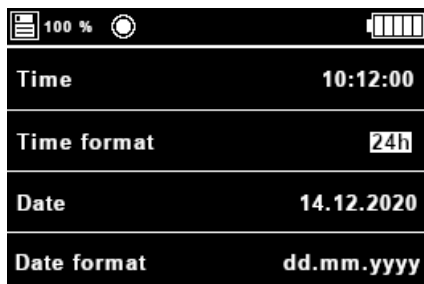 100 %
Time 10:12:00
Time format 24h
Date 14.12.2020
Date format dd.mm.yyyy